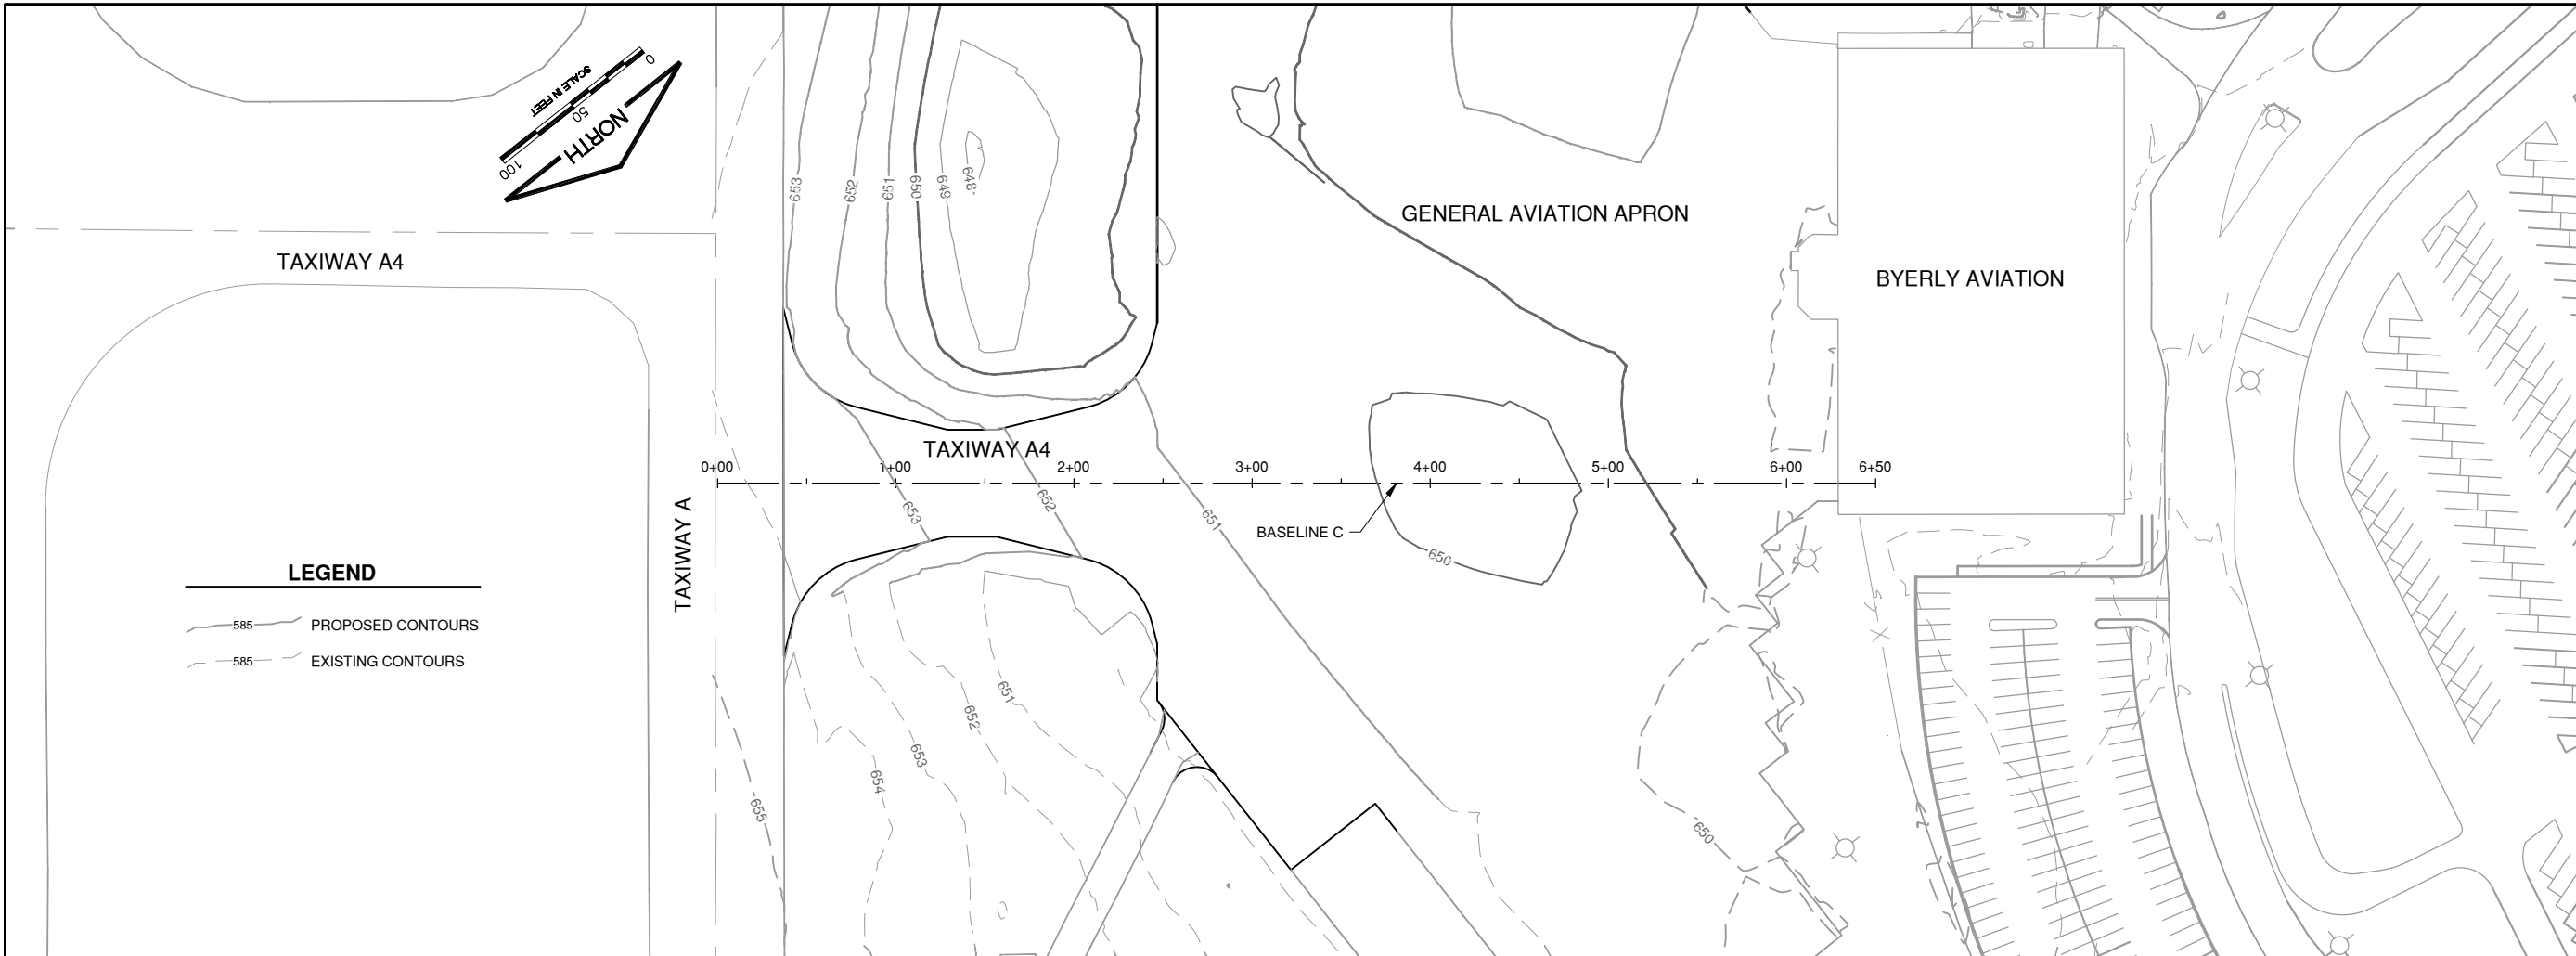 0
SCALE IN FEET
50
100
NORTH
653
652
651
650
649
648
GENERAL AVIATION APRON
TAXIWAY A4
BYERLY AVIATION
TAXIWAY A4
0+00
1+00
2+00
3+00
4+00
5+00
6+00
6+50
653
652
651
BASELINE C
650
TAXIWAY A
LEGEND
585 PROPOSED CONTOURS
585 EXISTING CONTOURS
651
652
653
654
655
650